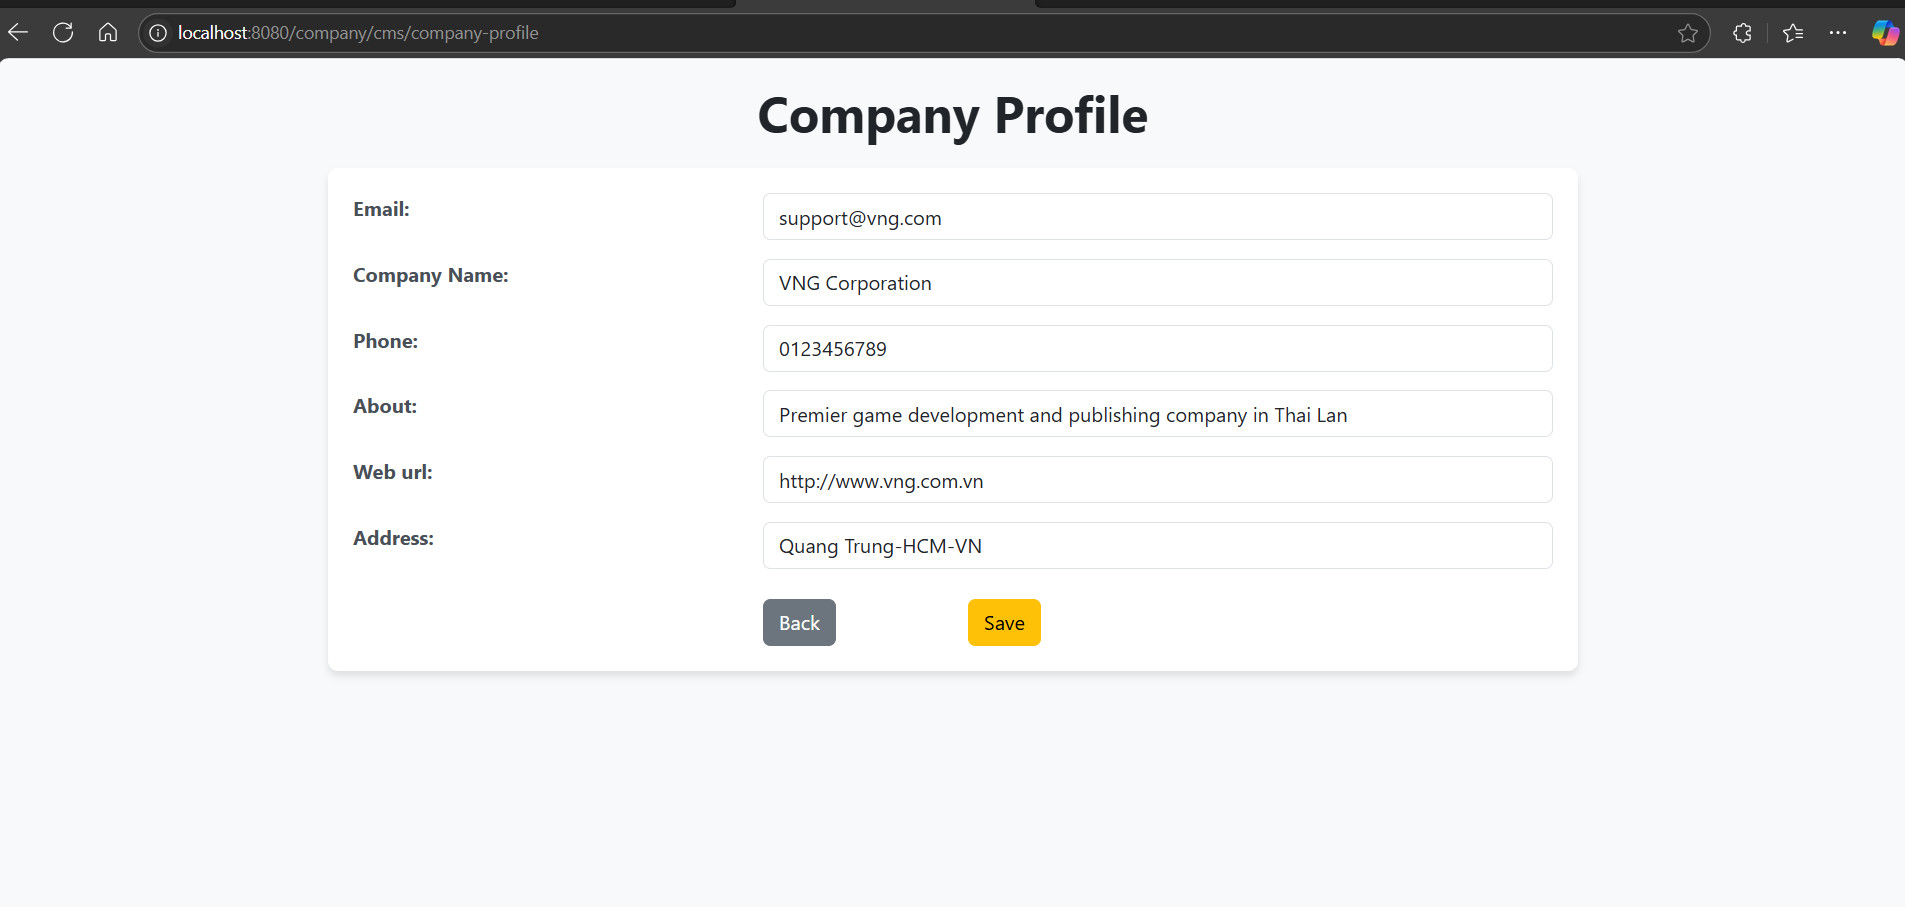 localhost:8080/company/cms/company-profile
Company Profile
Email: support@vng.com
Company Name: VNG Corporation
Phone: 0123456789
About: Premier game development and publishing company in Thai Lan
Web url: http://www.vng.com.vn
Address: Quang Trung-HCM-VN
Back Save